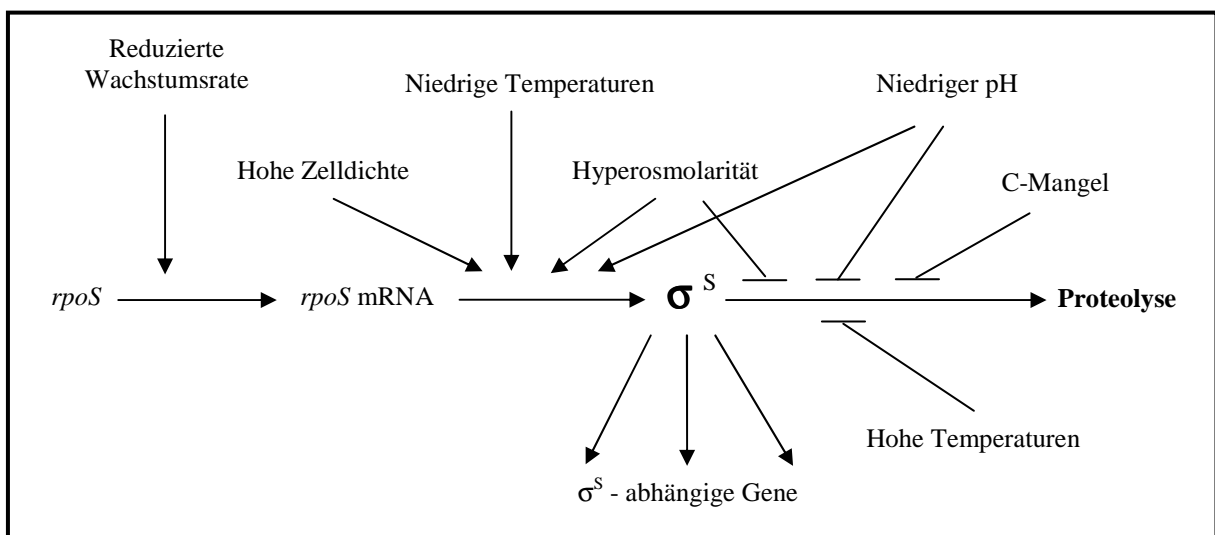 Reduzierte
Wachstumsrate
Niedrige Temperaturen
Niedriger pH
Hohe Zelldichte
Hyperosmolarität
C-Mangel
rpoS
rpoS mRNA
σ S
Proteolyse
Hohe Temperaturen
σS - abhängige Gene